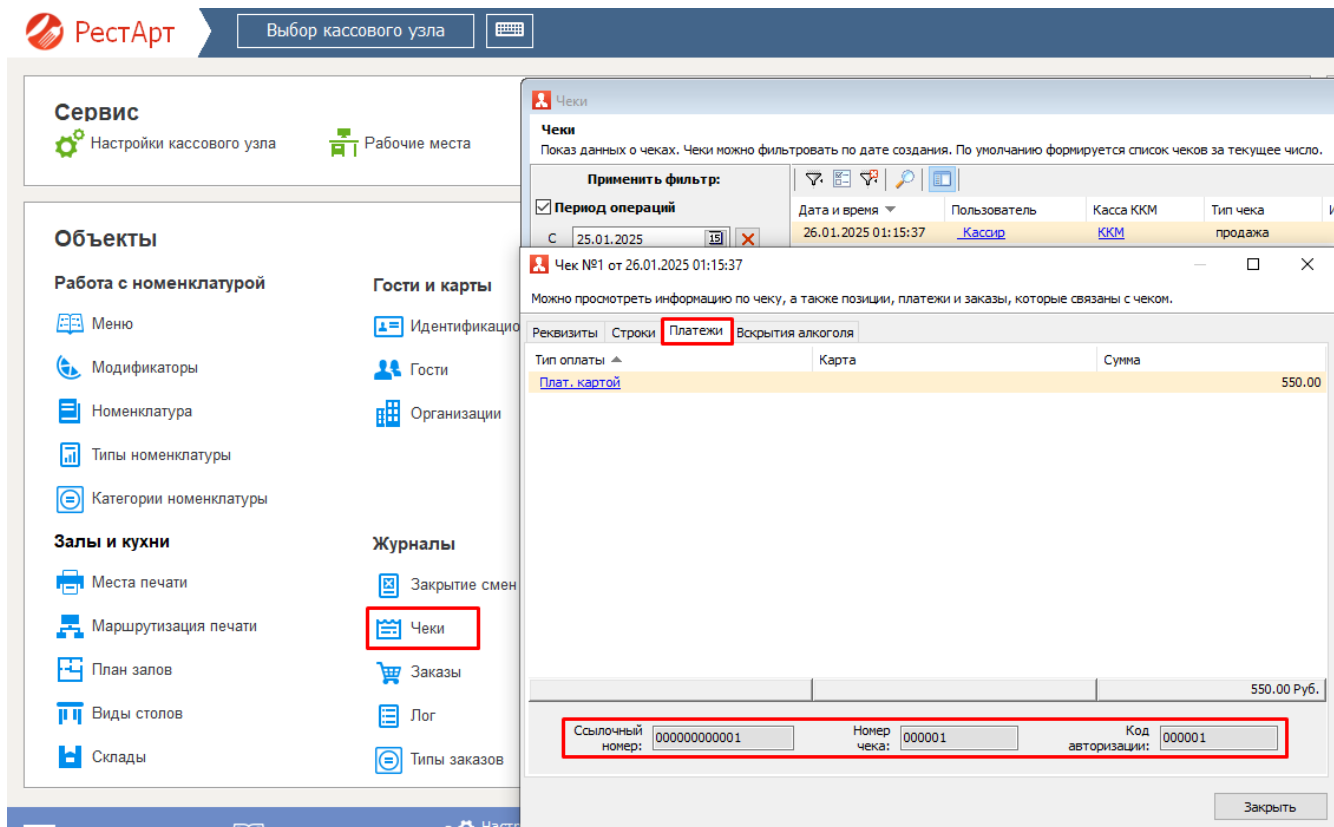 РестАрт
Выбор кассового узла
Сервис
Настройки кассового узла
Рабочие места
Объекты
Работа с номенклатурой
Меню
Модификаторы
Номенклатура
Типы номенклатуры
Категории номенклатуры
Залы и кухни
Места печати
Маршрутизация печати
План залов
Виды столов
Склады
Гости и карты
Идентификацио
Гости
Организации
Журналы
Закрытие смен
Чеки
Заказы
Лог
Типы заказов
Чеки
Чеки
Показ данных о чеках. Чеки можно фильтровать по дате создания. По умолчанию формируется список чеков за текущее число.
Применить фильтр:
Период операций
С 25.01.2025 15
Дата и время Пользователь Касса ККМ Тип чека
26.01.2025 01:15:37 _Кассир ККМ продажа
Чек №1 от 26.01.2025 01:15:37
Можно просмотреть информацию по чеку, а также позиции, платежи и заказы, которые связаны с чеком.
Реквизиты Строки Платежи Вскрытия алкоголя
Тип оплаты Карта Сумма
Плат. картой 550.00
550.00 Руб.
Ссылочный номер: 000000000001
Номер чека: 000001
Код авторизации: 000001
Закрыть